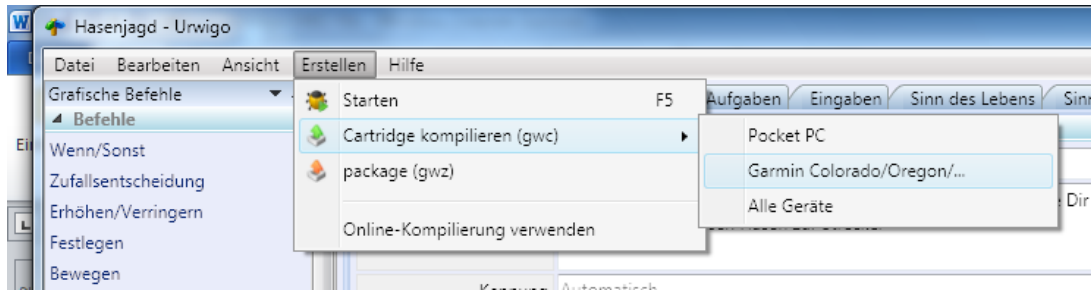 Hasenjagd - Urwigo
Datei Bearbeiten Ansicht Erstellen Hilfe
Grafische Befehle
Befehle
Wenn/Sonst
Zufallsentscheidung
Erhöhen/Verringern
Festlegen
Bewegen
Starten F5
Cartridge kompilieren (gwc)
package (gwz)
Online-Kompilierung verwenden
Aufgaben Eingaben Sinn des Lebens
Pocket PC
Garmin Colorado/Oregon/...
Alle Geräte
Dir